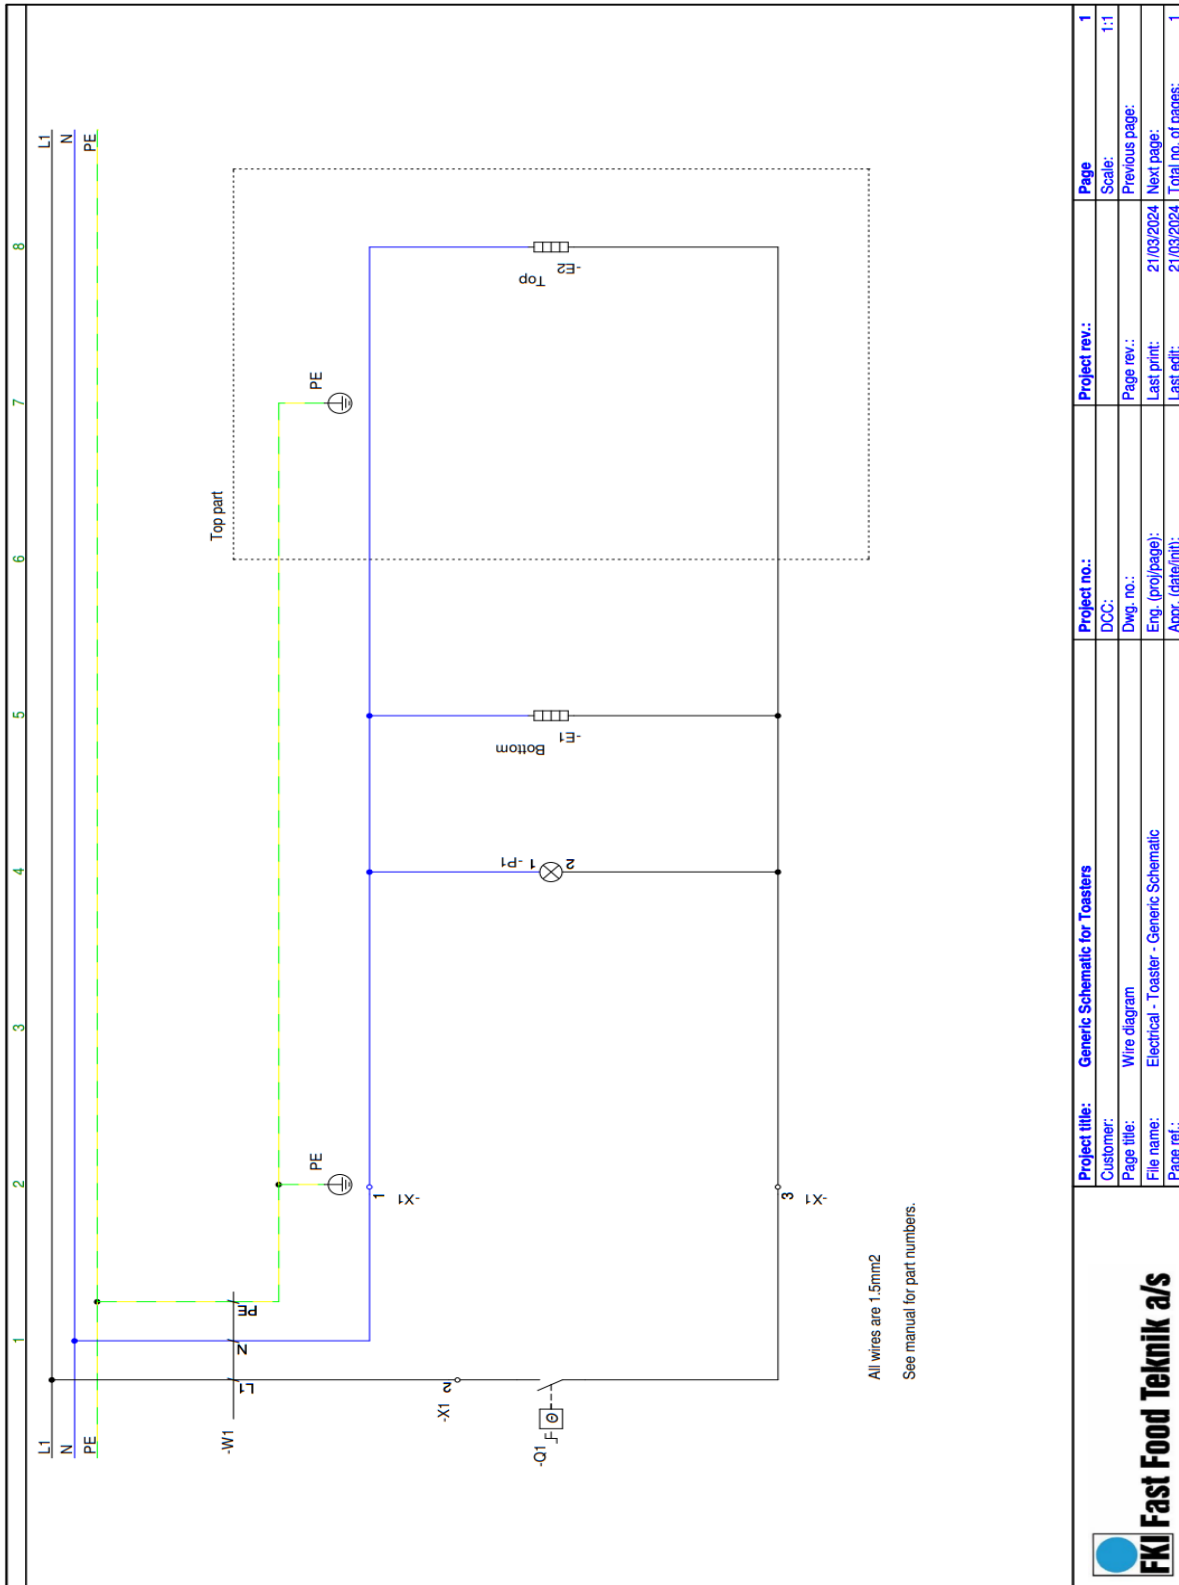 1 2 3 4 5 6 7 8
L1 L1
N N
PE PE
Top part
-W1
L1
N
PE
PE
PE
-X1 2
1
-X1
-Q1
1 -P1
2
Bottom
-E1
Top
-E2
3
-X1
All wires are 1.5mm2
See manual for part numbers.
FKI Fast Food Teknik a/s
Project title: Generic Schematic for Toasters Project no.: Project rev.: Page 1
Customer: DCC: Scale: 1:1
Page title: Wire diagram Dwg. no.: Page rev.: Previous page:
File name: Electrical - Toaster - Generic Schematic Eng. (proj/page): Last print: 21/03/2024 Next page:
Page ref.: Appr. (date/init): Last edit: 21/03/2024 Total no. of pages: 1